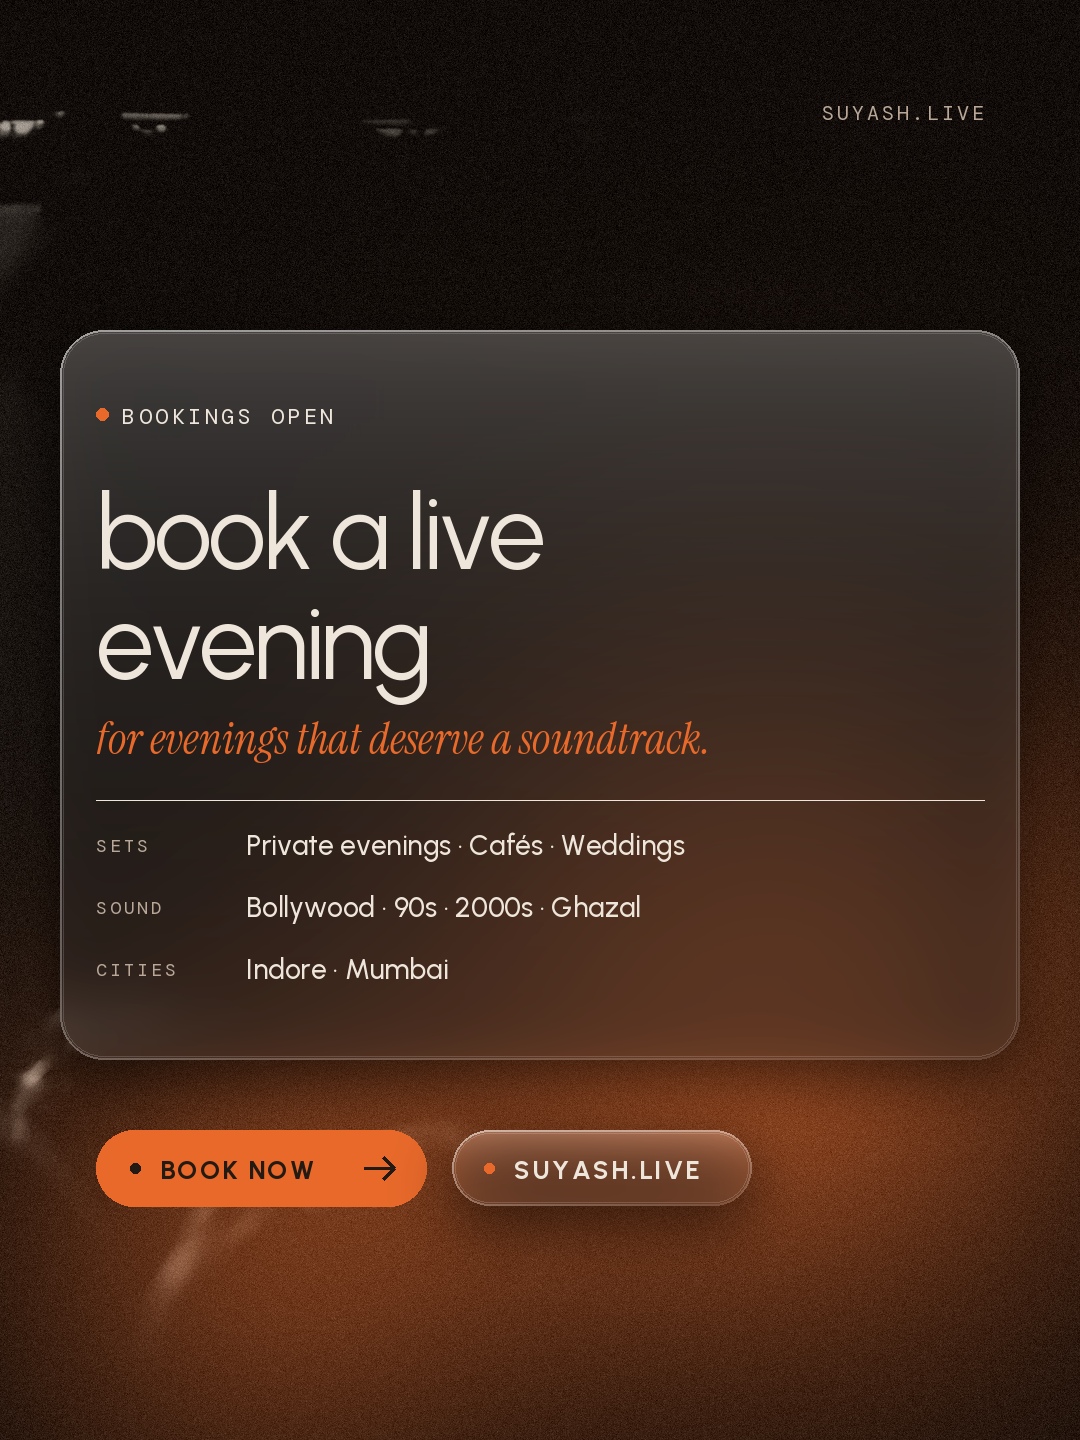 SUYASH.LIVE
BOOKINGS OPEN
book a live
evening
for evenings that deserve a soundtrack.
SETS Private evenings · Cafés · Weddings
SOUND Bollywood · 90s · 2000s · Ghazal
CITIES Indore · Mumbai
BOOK NOW → SUYASH.LIVE